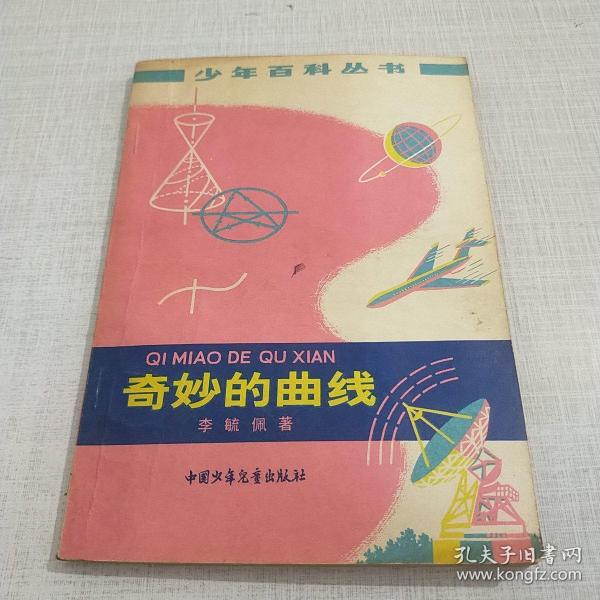 少年百科丛书
QI MIAO DE QU XIAN
奇妙的曲线
李毓佩著
中国少年儿童出版社
孔夫子旧书网
www.kongfz.com